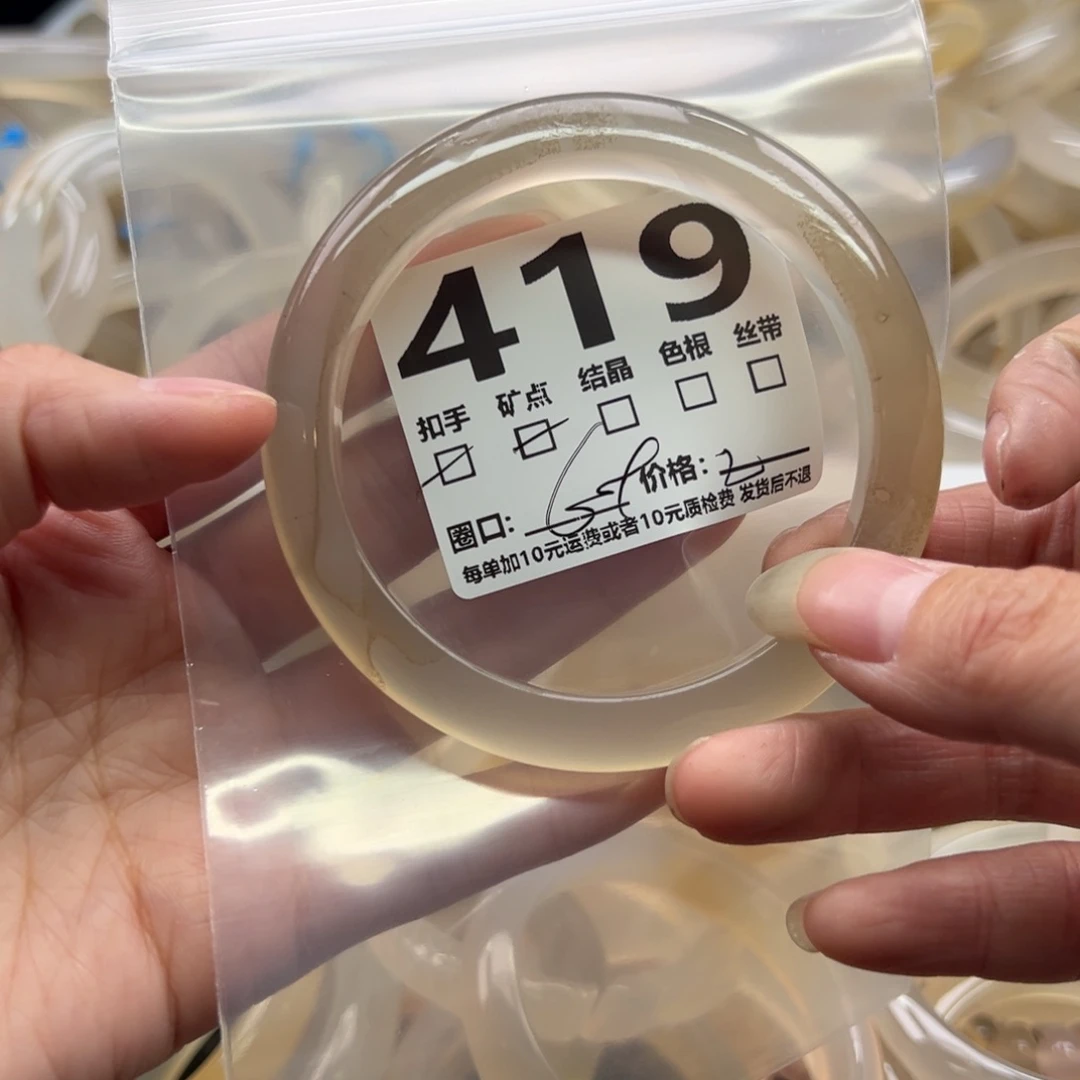 419
扣手 矿点 结晶 色根 丝带
圈口: 价格:
每单加10元运费或者10元质检费 发货后不退